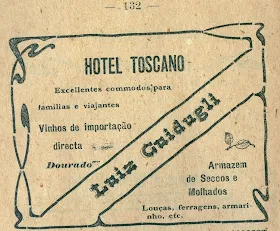 — 132 —
HOTEL TOSCANO
Excellentes commodos para
familias e viajantes
Vinhos de importação
directa
Dourado
Luiz Guidugli
Armazem
de Seccos e
Molhados
Louças, ferragens, armari-
nho, etc.